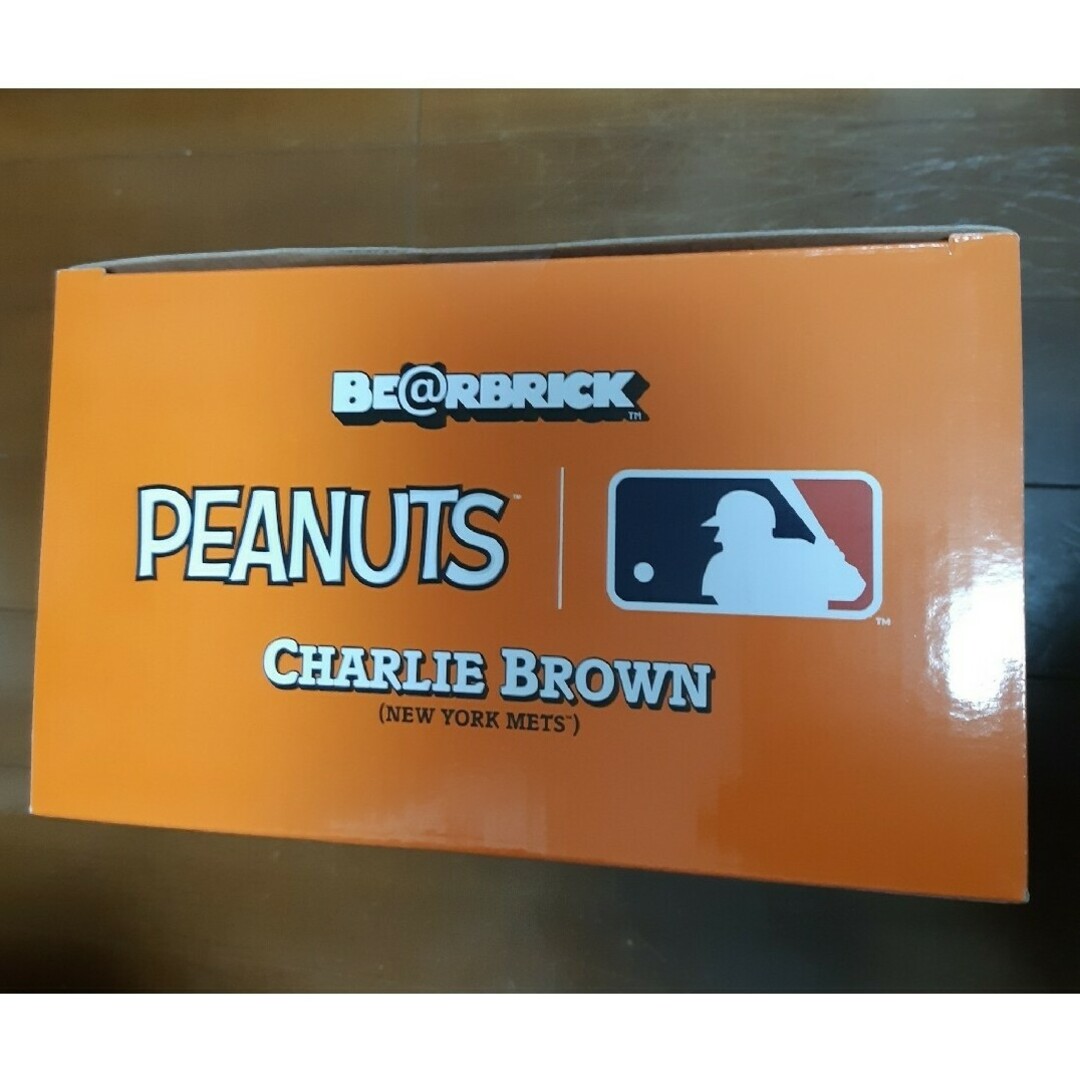 BE@RBRICK™
PEANUTS™
™
CHARLIE BROWN
(NEW YORK METS™)